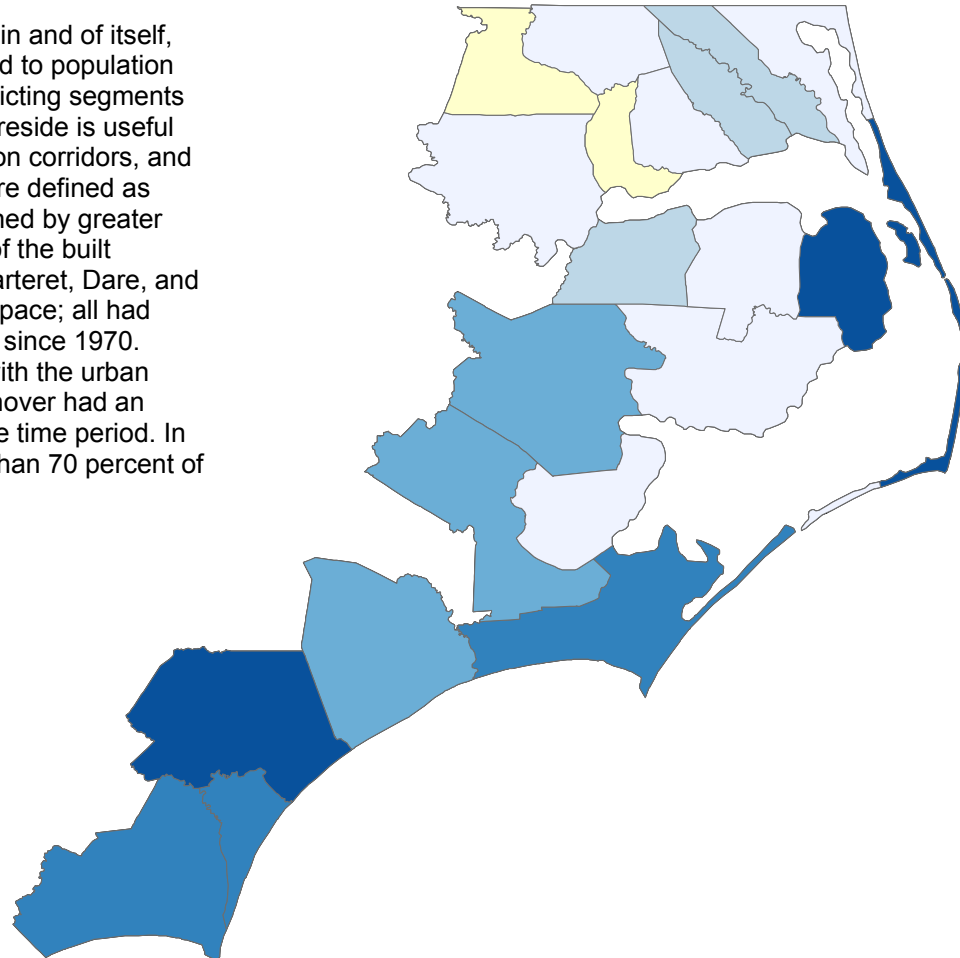 in and of itself,
d to population
icting segments
reside is useful
on corridors, and
re defined as
ned by greater
of the built
arteret, Dare, and
pace; all had
since 1970.
vith the urban
nover had an
e time period. In
han 70 percent of